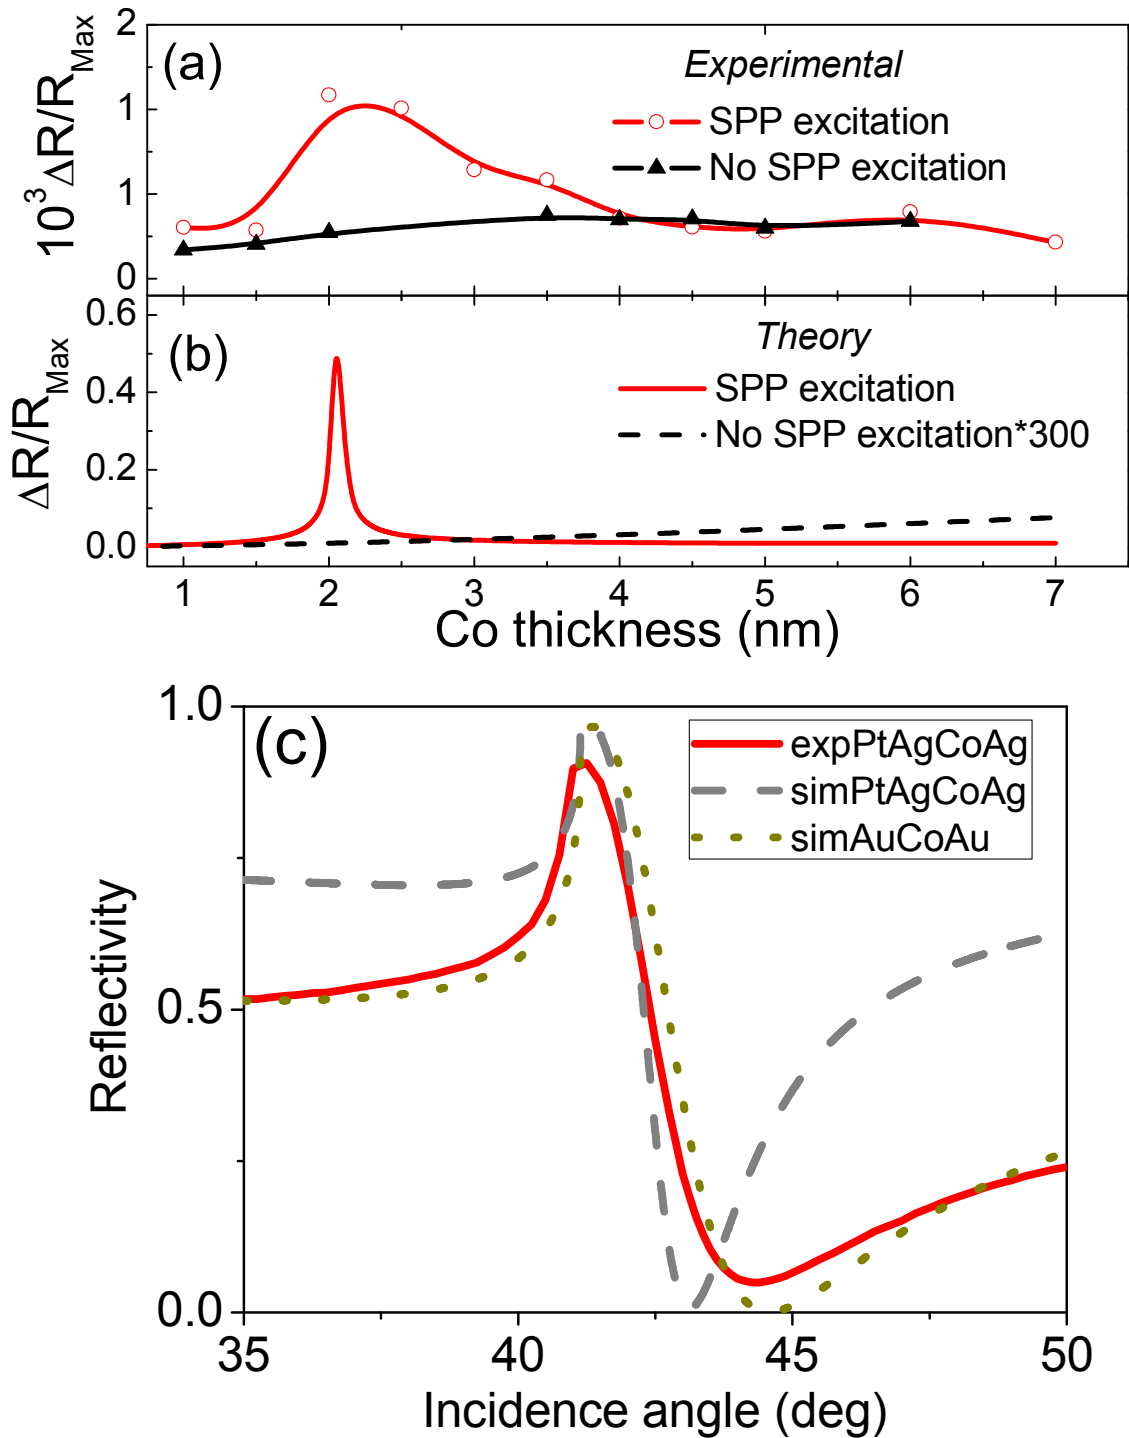 (a)
Experimental
SPP excitation
No SPP excitation
10³ ΔR/R_Max
2
1
1
0
(b)
Theory
SPP excitation
No SPP excitation*300
ΔR/R_Max
0.6
0.4
0.2
0.0
1 2 3 4 5 6 7
Co thickness (nm)
(c)
expPtAgCoAg
simPtAgCoAg
simAuCoAu
Reflectivity
1.0
0.5
0.0
35 40 45 50
Incidence angle (deg)